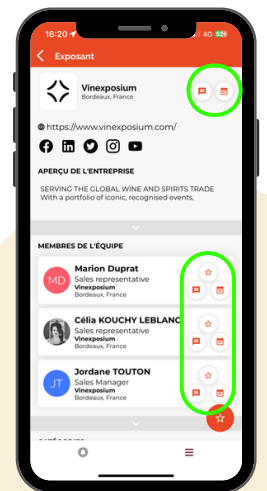 16:20
4G 52
Exposant
Vinexposium
Bordeaux, France
https://www.vinexposium.com/
APERÇU DE L'ENTREPRISE
SERVING THE GLOBAL WINE AND SPIRITS TRADE
With a portfolio of iconic, recognised events,
MEMBRES DE L'ÉQUIPE
MD
Marion Duprat
Sales representative
Vinexposium
Bordeaux, France
Célia KOUCHY LEBLANC
Sales representative
Vinexposium
Bordeaux, France
JT
Jordane TOUTON
Sales Manager
Vinexposium
Bordeaux, France